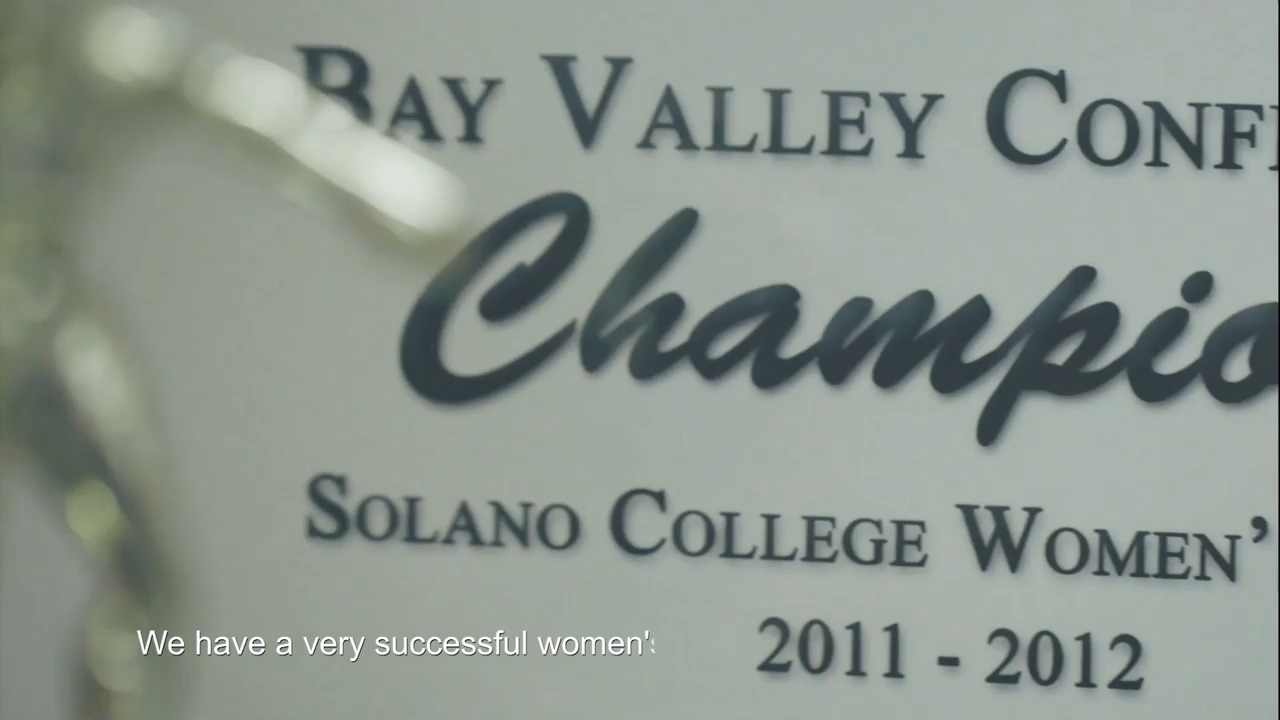 BAY VALLEY CONF
Champio
SOLANO COLLEGE WOMEN'
2011 - 2012
We have a very successful women's